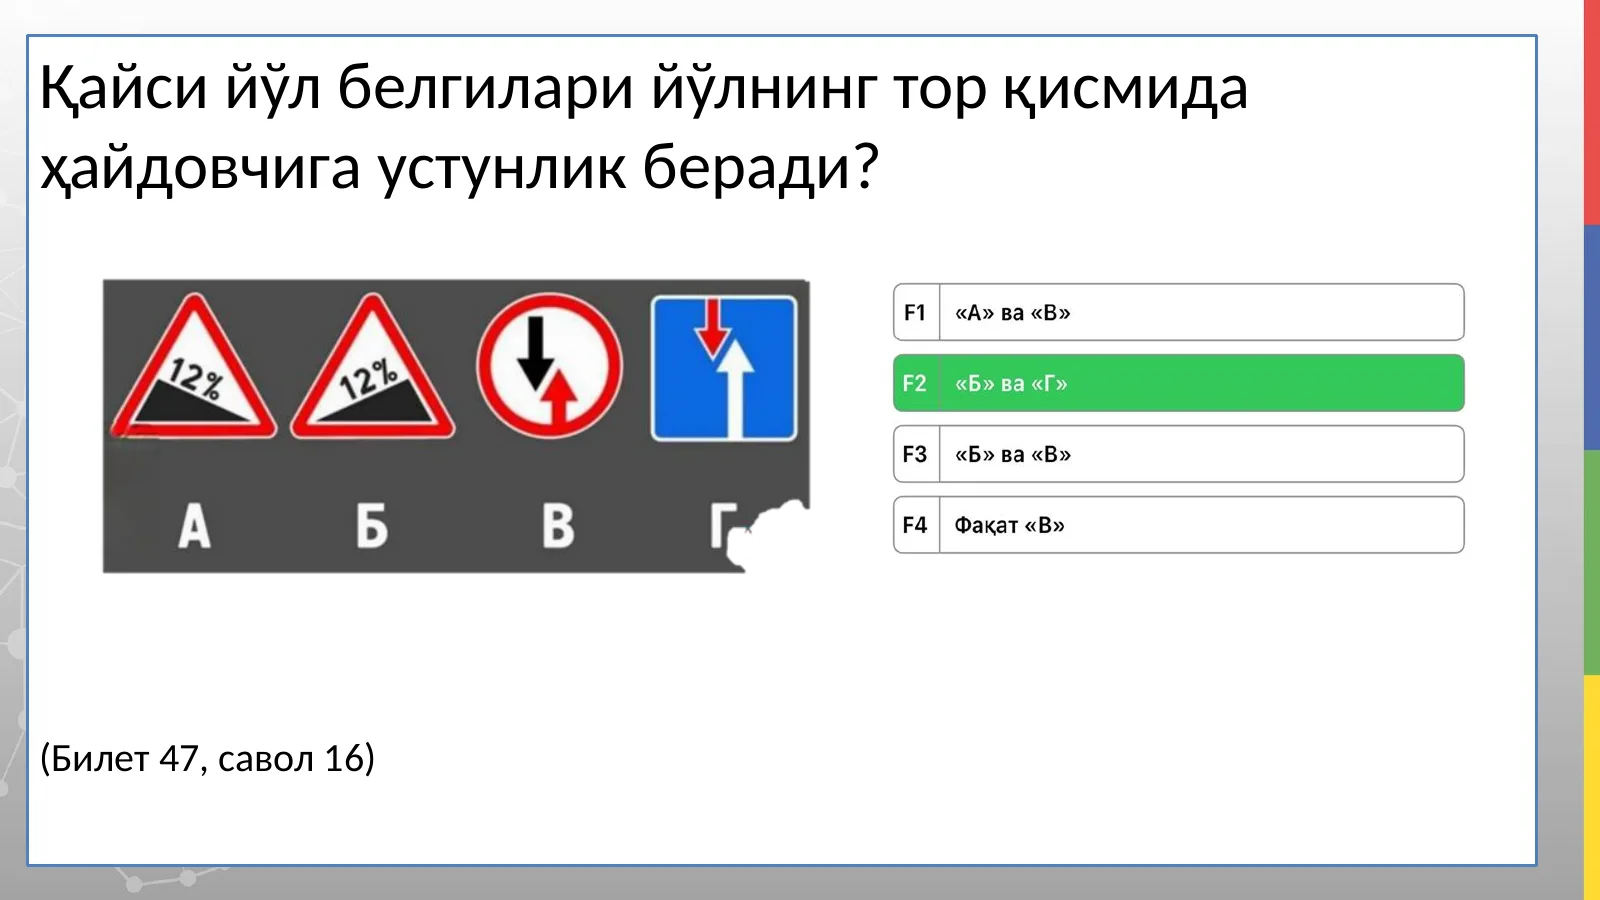 Қайси йўл белгилари йўлнинг тор қисмида
ҳайдовчига устунлик беради?
12%
12%
А
Б
В
Г
F1 «А» ва «В»
F2 «Б» ва «Г»
F3 «Б» ва «В»
F4 Фақат «В»
(Билет 47, савол 16)